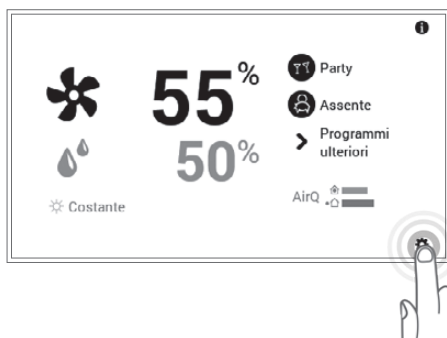 55%
50%
Costante
Party
Assente
Programmi
ulteriori
AirQ